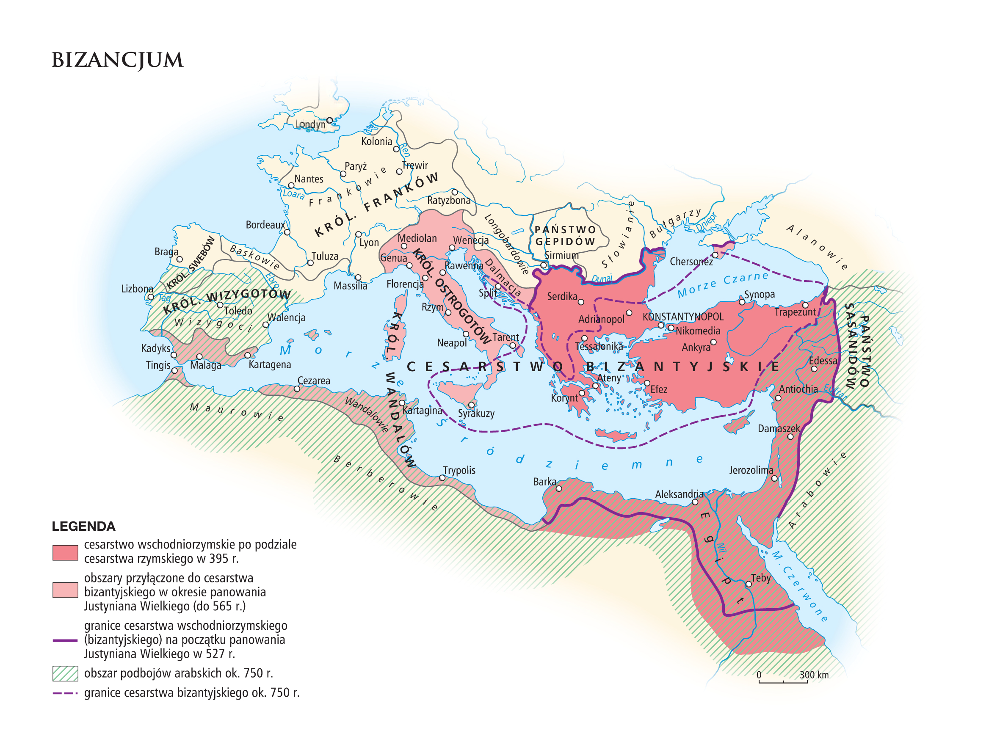 BIZANCJUM
Londyn
Kolonia
Ren
Paryż
Trewir
Nantes
Loara
Frankowie
KRÓL. FRANKÓW
Ratyzbona
Bordeaux
Lyon
Tuluza
Massilia
Braga
KRÓL. SWEBÓW
Baskowie
Ebro
Lizbona
Tag
KRÓL. WIZYGOTÓW
Toledo
Wizygoci
Walencja
Kadyks
Tingis
Malaga
Kartagena
Mediolan
Wenecja
Genua
Rawenna
Florencja
KRÓL. OSTROGOTÓW
Rzym
Neapol
Tarent
Dalmacja
Split
Longobardowie
PAŃSTWO
GEPIDÓW
Sirmium
Słowianie
Bułgarzy
Dniepr
Alanowie
Chersonez
Dunaj
Morze Czarne
Serdika
Adrianopol
KONSTANTYNOPOL
Nikomedia
Synopa
Trapezunt
Ankyra
Tessalonika
CESARSTWO BIZANTYJSKIE
Ateny
Korynt
Efez
Edessa
Antiochia
Eufrat
PAŃSTWO
SASANIDÓW
Damaszek
Jerozolima
Arabowie
Morze Śródziemne
KRÓL. WANDALÓW
Cezarea
Wandalowie
Kartagina
Syrakuzy
Maurowie
Berberowie
Trypolis
Barka
Aleksandria
Egipt
Nil
Teby
M. Czerwone
LEGENDA
cesarstwo wschodniorzymskie po podziale
cesarstwa rzymskiego w 395 r.
obszary przyłączone do cesarstwa
bizantyjskiego w okresie panowania
Justyniana Wielkiego (do 565 r.)
granice cesarstwa wschodniorzymskiego
(bizantyjskiego) na początku panowania
Justyniana Wielkiego w 527 r.
obszar podbojów arabskich ok. 750 r.
granice cesarstwa bizantyjskiego ok. 750 r.
0 300 km